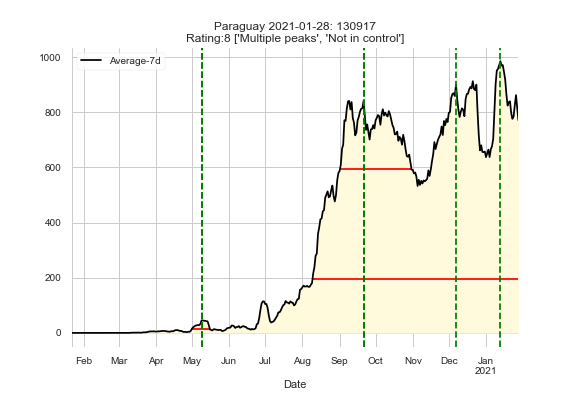 Paraguay 2021-01-28: 130917
Rating:8 ['Multiple peaks', 'Not in control']
Average-7d
1000
800
600
400
200
0
Feb Mar Apr May Jun Jul Aug Sep Oct Nov Dec Jan
2021
Date